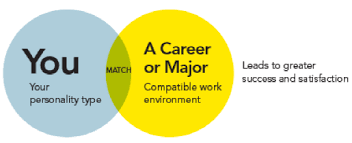 You
Your
personality type
MATCH
A Career
or Major
Compatible work
environment
Leads to greater
success and satisfaction